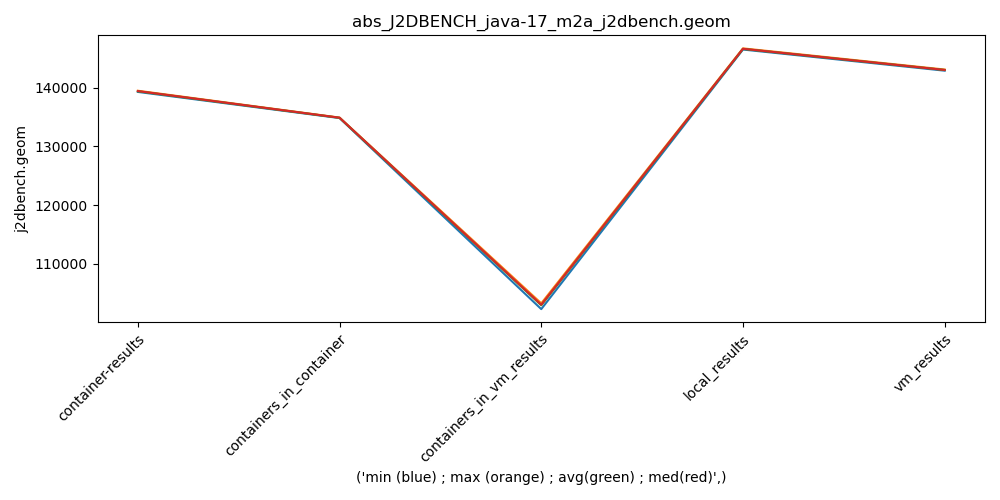 abs_J2DBENCH_java-17_m2a_j2dbench.geom
j2dbench.geom
140000
130000
120000
110000
container-results
containers_in_container
containers_in_vm_results
local_results
vm_results
('min (blue) ; max (orange) ; avg(green) ; med(red)',)